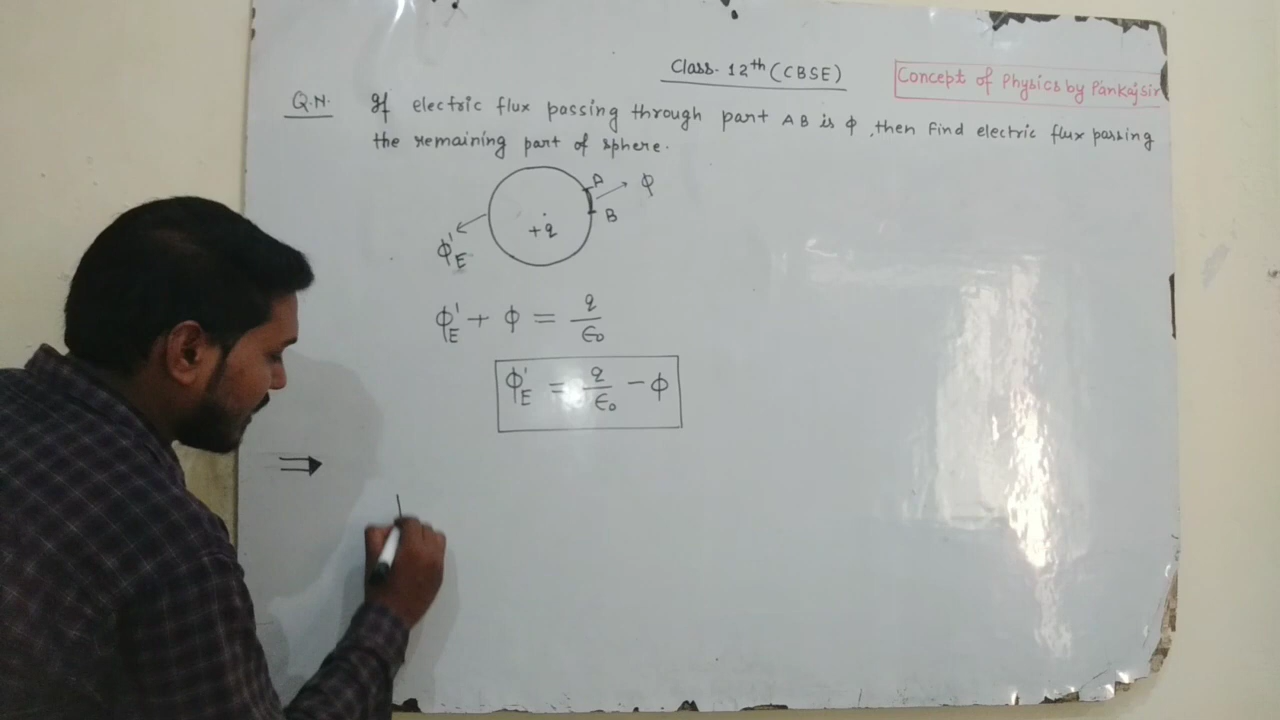 Class. 12th (CBSE)
Concept of Physics by Pankaj sir
Q.N. If electric flux passing through part AB is ϕ, then Find electric flux passing
the remaining part of sphere.
A
ϕ
B
+q
ϕ'E
ϕ'E + ϕ = q/ϵ0
ϕ'E = q/ϵ0 - ϕ
⇒